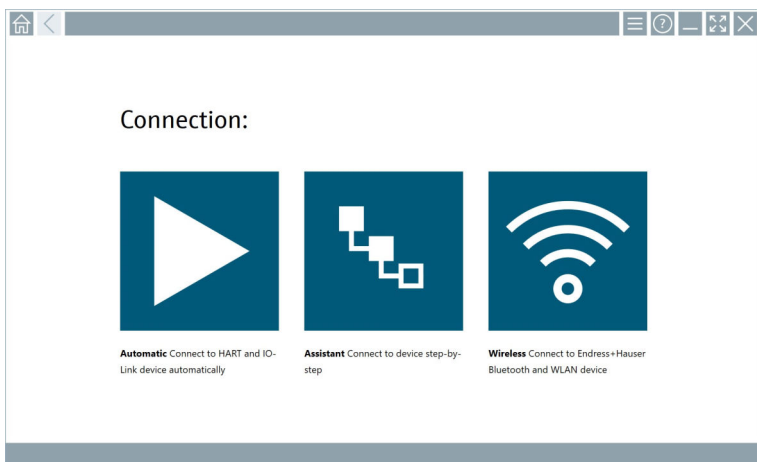 Connection:
Automatic Connect to HART and IO-
Link device automatically
Assistant Connect to device step-by-
step
Wireless Connect to Endress+Hauser
Bluetooth and WLAN device